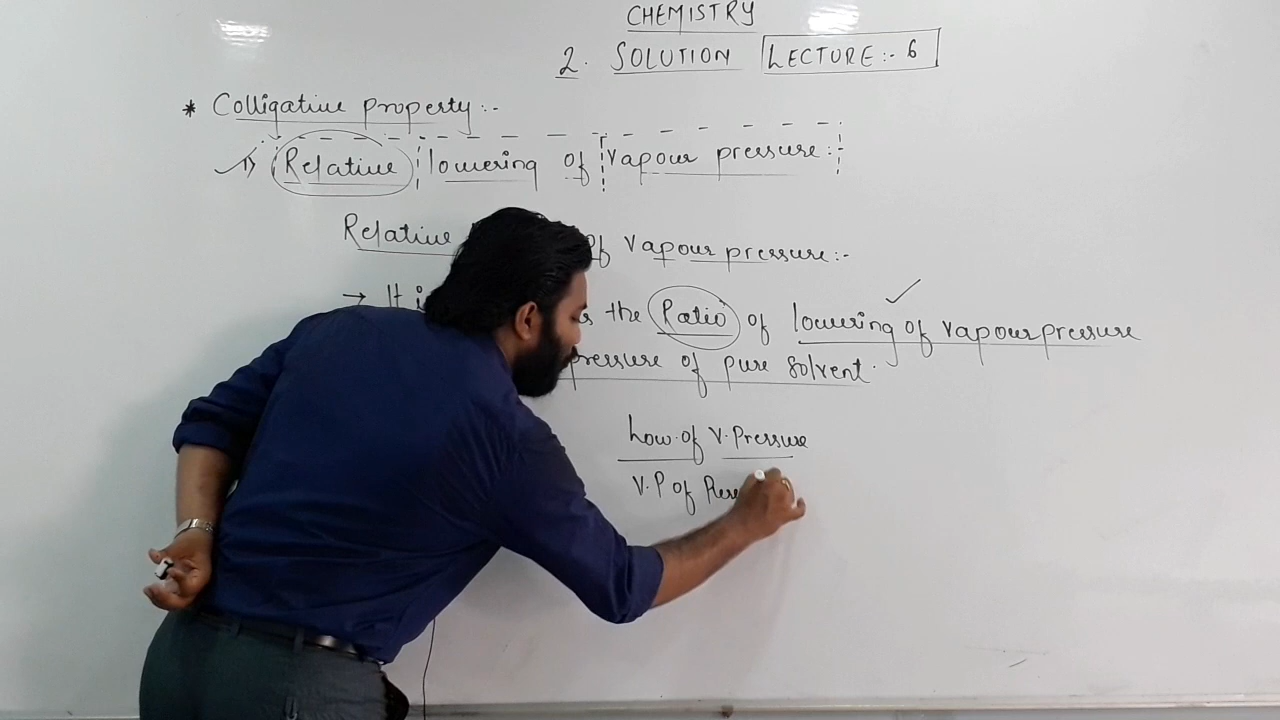 CHEMISTRY
2. SOLUTION LECTURE:- 6
* Colligative property:-
1) Relative lowering of Vapour pressure:-
Relative of Vapour pressure:-
→ It is the Ratio of lowering of vapour pressure
pressure of pure solvent.
Low. of V. Pressure
V.P of